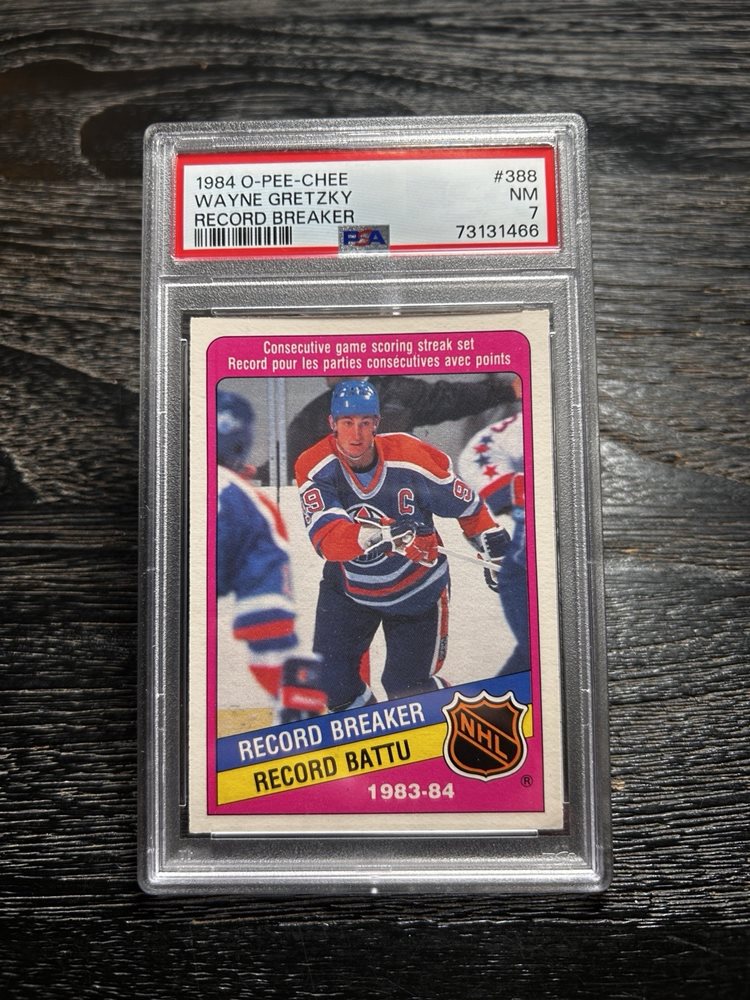 1984 O-PEE-CHEE #388
WAYNE GRETZKY NM
RECORD BREAKER 7
PSA 73131466
Consecutive game scoring streak set
Record pour les parties consécutives avec points
99 C 99
RECORD BREAKER
RECORD BATTU
NHL
®
1983-84